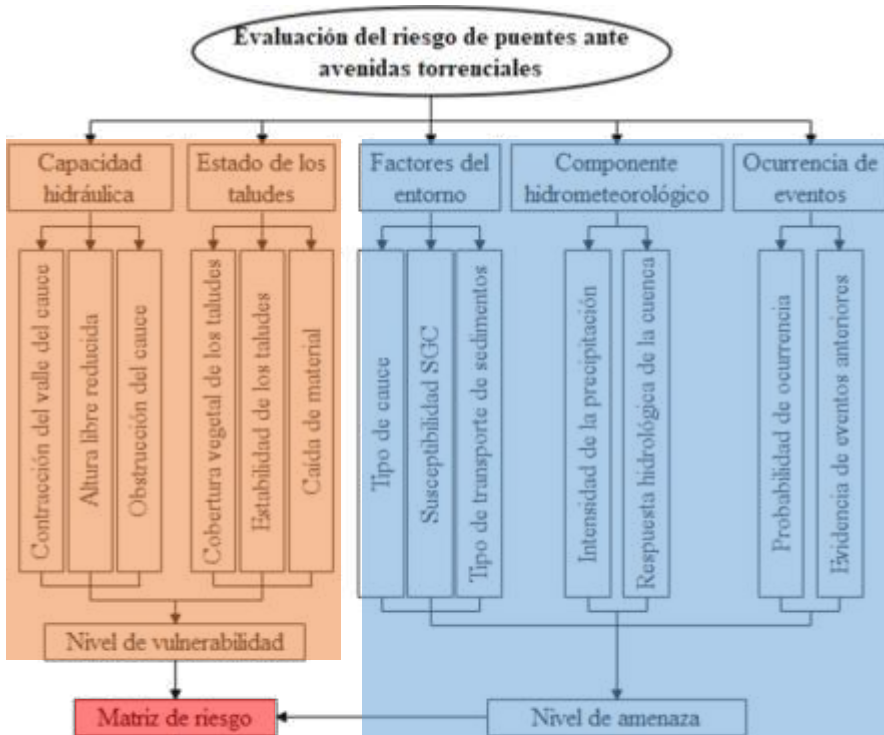 Evaluación del riesgo de puentes ante
avenidas torrenciales
Capacidad
hidráulica
Estado de los
taludes
Factores del
entorno
Componente
hidrometeorológico
Ocurrencia de
eventos
Contracción del valle del cauce
Altura libre reducida
Obstrucción del cauce
Cobertura vegetal de los taludes
Estabilidad de los taludes
Caída de material
Tipo de cauce
Susceptibilidad SGC
Tipo de transporte de sedimentos
Intensidad de la precipitación
Respuesta hidrológica de la cuenca
Probabilidad de ocurrencia
Evidencia de eventos anteriores
Nivel de vulnerabilidad
Matriz de riesgo
Nivel de amenaza